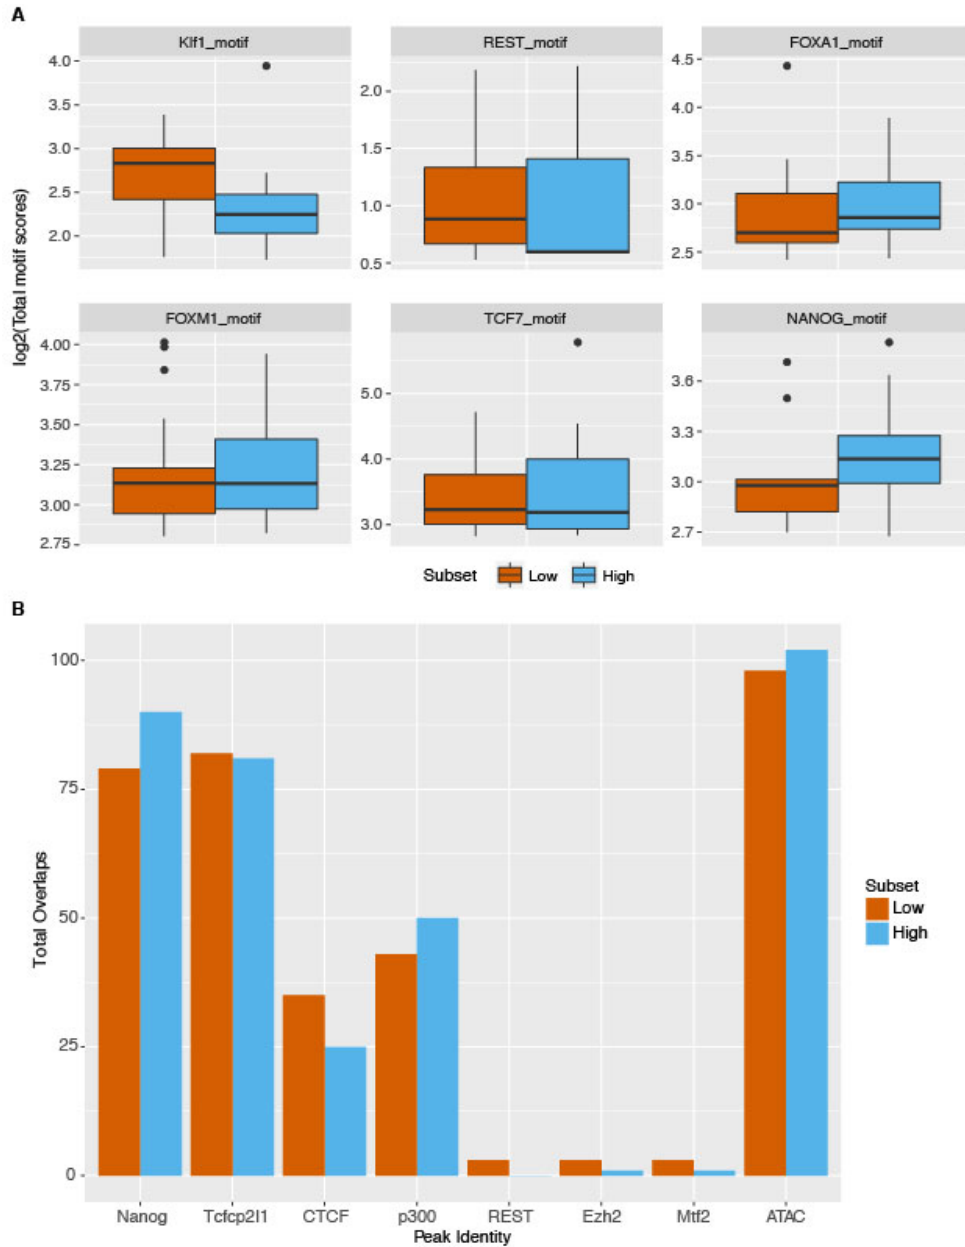 A
Klf1_motif
REST_motif
FOXA1_motif
4.0
3.5
3.0
2.5
2.0
2.0
1.5
1.0
0.5
4.5
4.0
3.5
3.0
2.5
log2(Total motif scores)
FOXM1_motif
TCF7_motif
NANOG_motif
4.00
3.75
3.50
3.25
3.00
2.75
5.0
4.0
3.0
3.6
3.3
3.0
2.7
Subset Low High
B
100
75
50
25
0
Total Overlaps
Nanog Tcfcp2l1 CTCF p300 REST Ezh2 Mtf2 ATAC
Peak Identity
Subset
Low
High